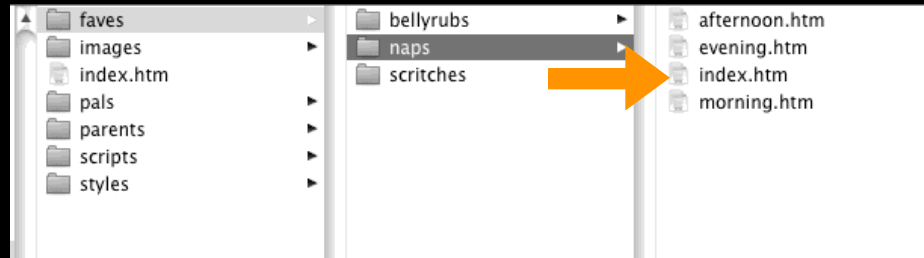 faves
images
index.htm
pals
parents
scripts
styles
bellyrubs
naps
scritches
afternoon.htm
evening.htm
index.htm
morning.htm